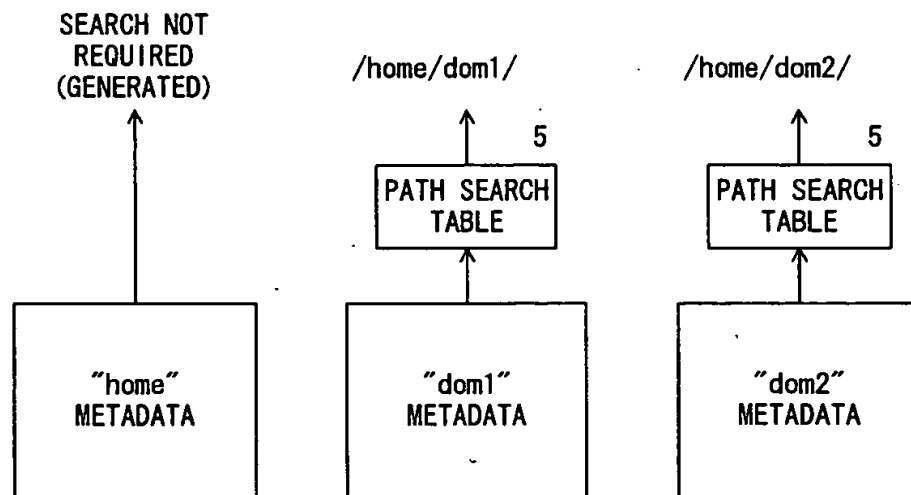 SEARCH NOT
REQUIRED
(GENERATED)
/home/dom1/
/home/dom2/
5
5
PATH SEARCH
TABLE
PATH SEARCH
TABLE
"home"
METADATA
"dom1"
METADATA
"dom2"
METADATA